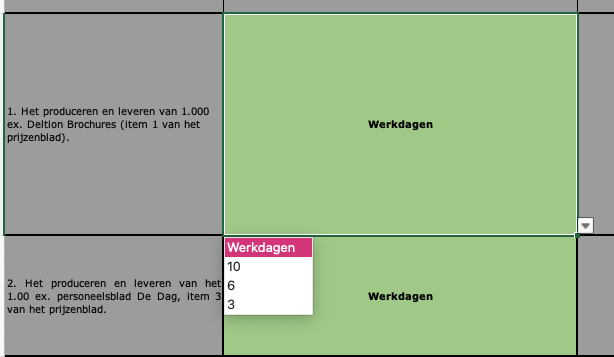 1. Het produceren en leveren van 1.000
ex. Deltion Brochures (item 1 van het
prijzenblad).
Werkdagen
Werkdagen
10
6
3
2. Het produceren en leveren van het
1.00 ex. personeelsblad De Dag, item 3
van het prijzenblad.
Werkdagen